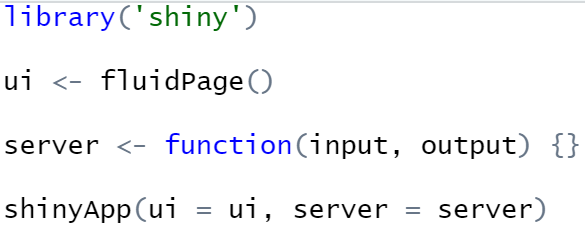 library('shiny')
ui <- fluidPage()
server <- function(input, output) {}
shinyApp(ui = ui, server = server)